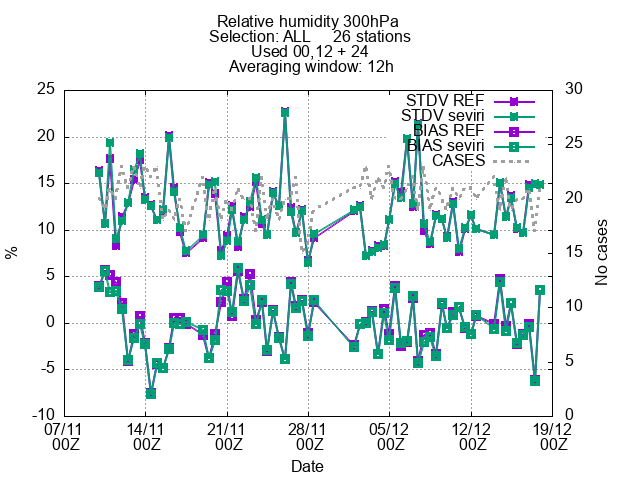 Relative humidity 300hPa
Selection: ALL 26 stations
Used 00,12 + 24
Averaging window: 12h
STDV REF
STDV seviri
BIAS REF
BIAS seviri
CASES
25
20
15
10
5
0
-5
-10
30
25
20
15
10
5
0
%
No cases
07/11 14/11 21/11 28/11 05/12 12/12 19/12
00Z 00Z 00Z 00Z 00Z 00Z 00Z
Date